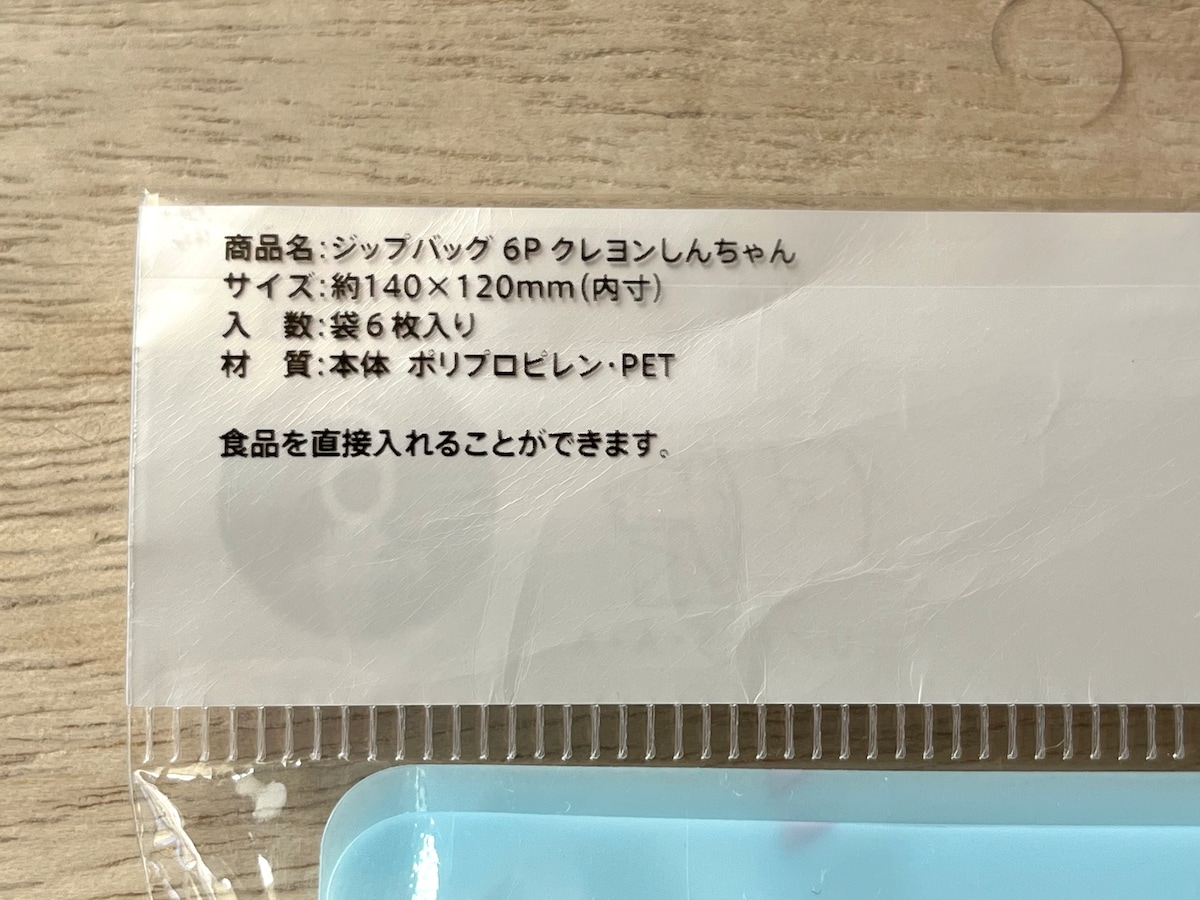 商品名:ジップバッグ 6P クレヨンしんちゃん
サイズ:約140×120mm(内寸)
入　数:袋6枚入り
材　質:本体 ポリプロピレン・PET
食品を直接入れることができます。